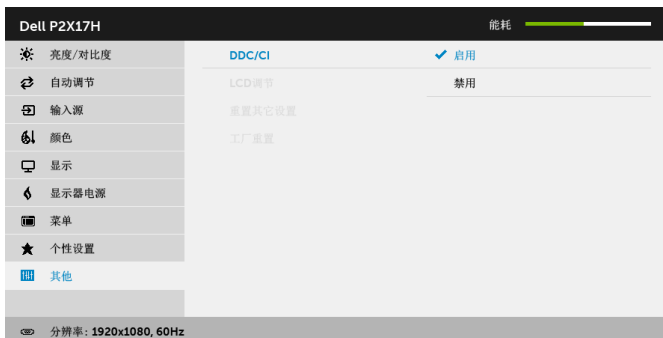 Dell P2X17H 能耗
亮度/对比度 DDC/CI 启用
自动调节 LCD调节 禁用
输入源 重置其它设置
颜色 工厂重置
显示
显示器电源
菜单
个性设置
其他
分辨率: 1920x1080, 60Hz